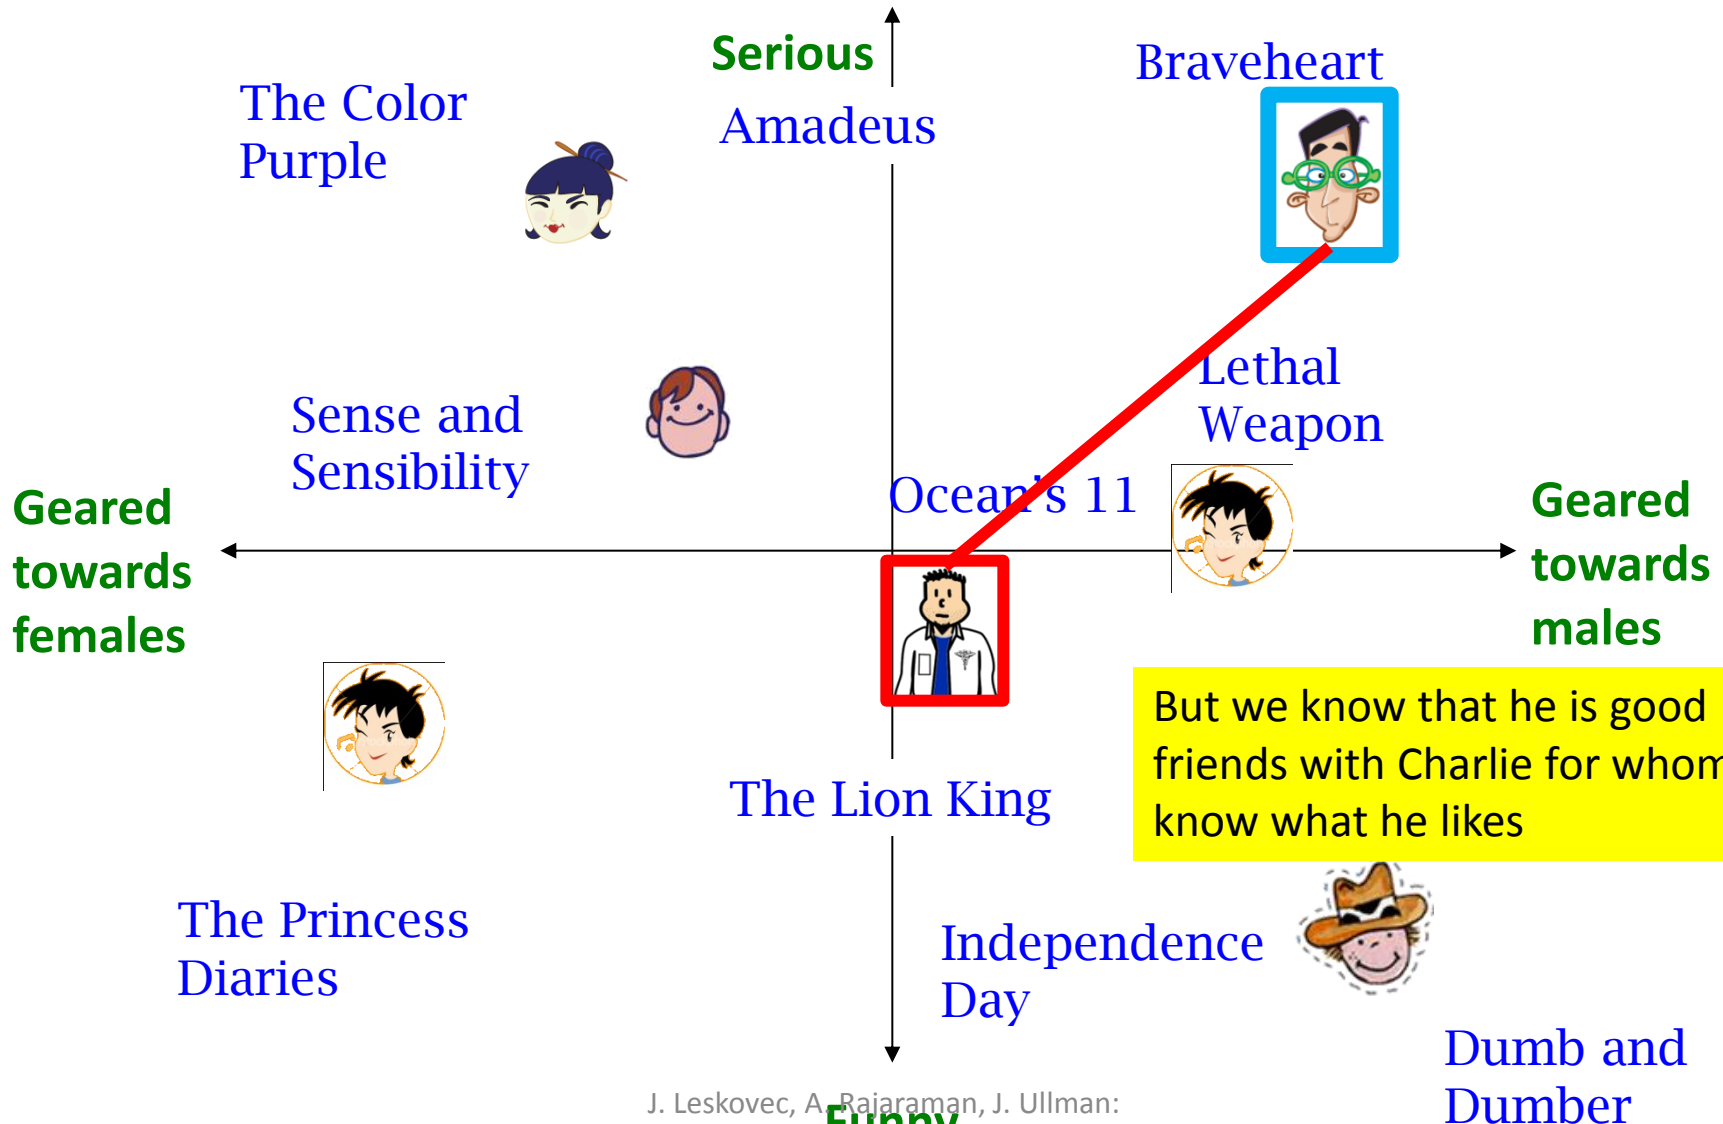 Serious
Braveheart
The Color
Purple
Amadeus
Lethal
Weapon
Sense and
Sensibility
Ocean's 11
Geared
towards
females
Geared
towards
males
But we know that he is good
friends with Charlie for whom
know what he likes
The Lion King
The Princess
Diaries
Independence
Day
Dumb and
Dumber
J. Leskovec, A. Rajaraman, J. Ullman:
Funny